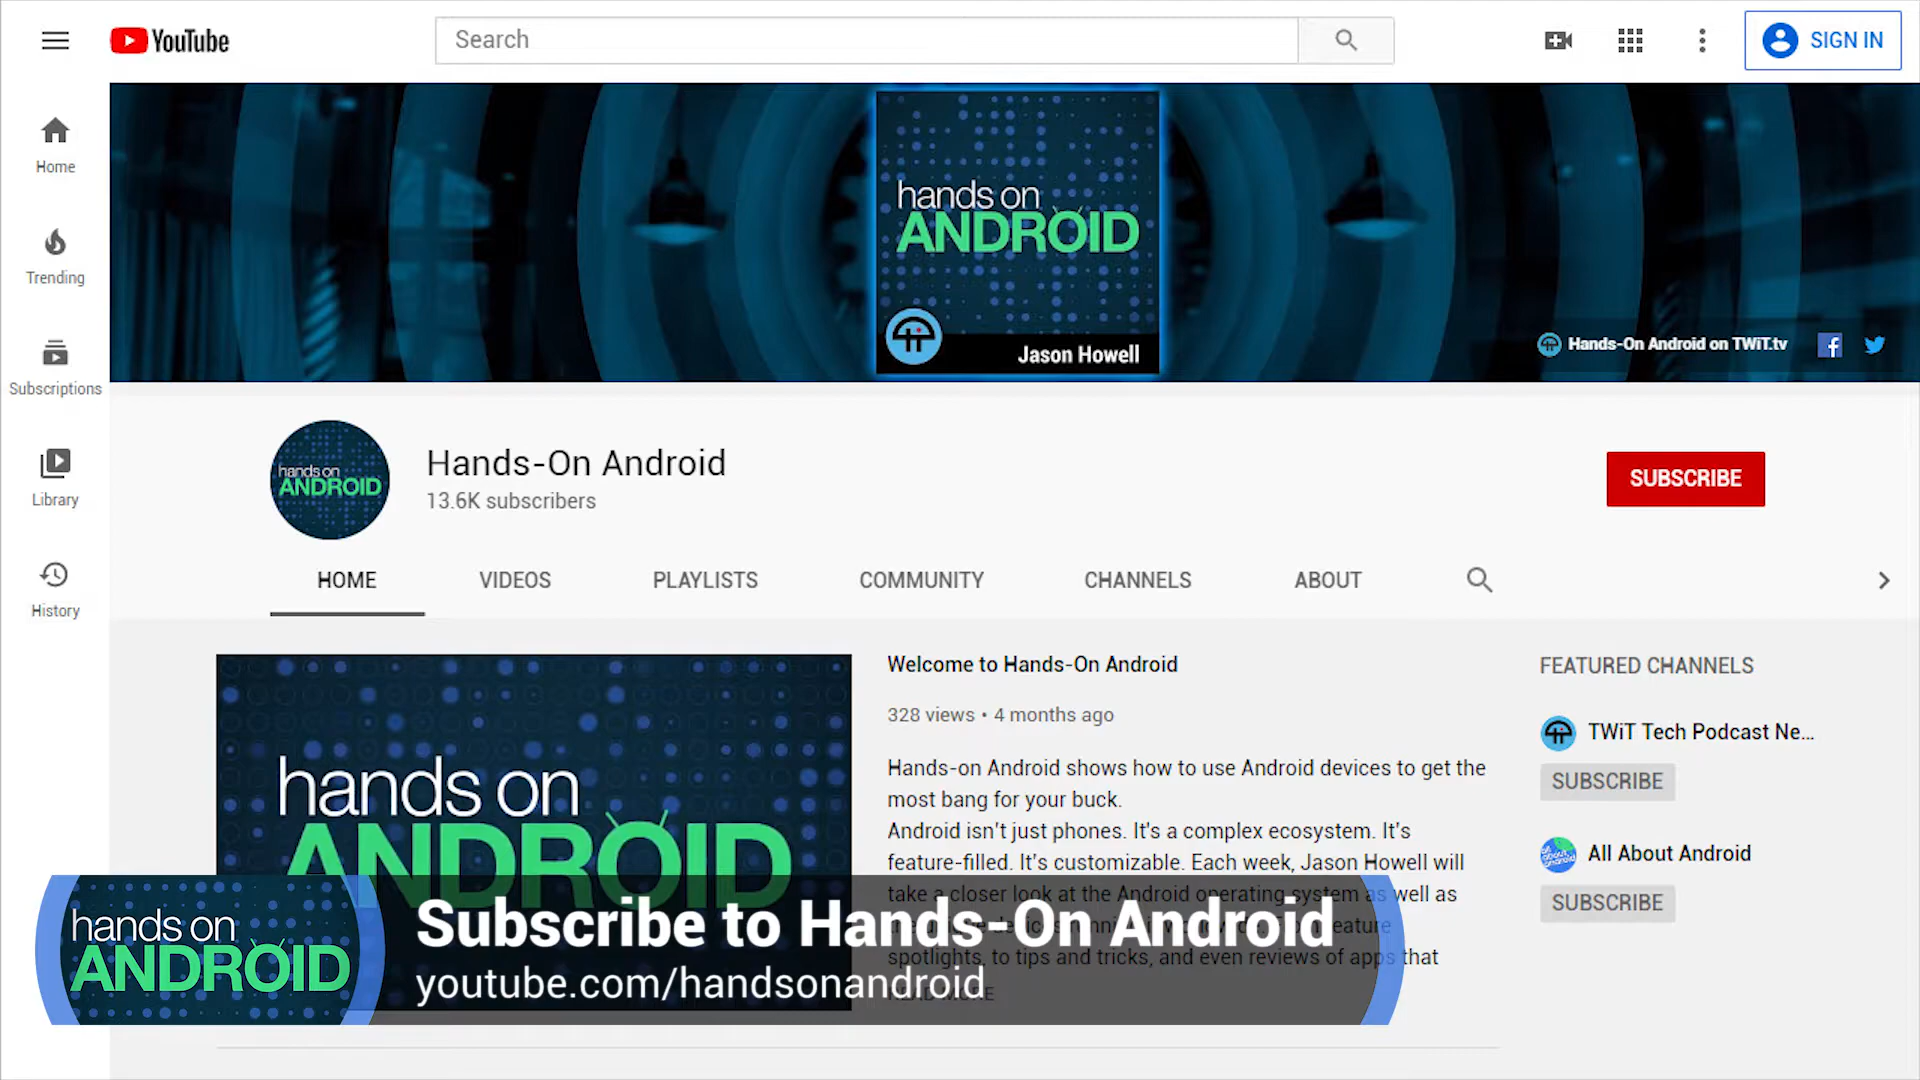 YouTube
Search
SIGN IN
Home
Trending
Subscriptions
Library
History
hands on
ANDROID
Jason Howell
Hands-On Android on TWiT.tv
hands on
ANDROID
Hands-On Android
13.6K subscribers
SUBSCRIBE
HOME VIDEOS PLAYLISTS COMMUNITY CHANNELS ABOUT
hands on
ANDROID
Welcome to Hands-On Android
328 views • 4 months ago
Hands-on Android shows how to use Android devices to get the
most bang for your buck.
Android isn't just phones. It's a complex ecosystem. It's
feature-filled. It's customizable. Each week, Jason Howell will
take a closer look at the Android operating system as well as
feature
spotlights, to tips and tricks, and even reviews of apps that
READ MORE
FEATURED CHANNELS
TWiT Tech Podcast Ne...
SUBSCRIBE
All About Android
SUBSCRIBE
hands on
ANDROID
Subscribe to Hands-On Android
youtube.com/handsonandroid